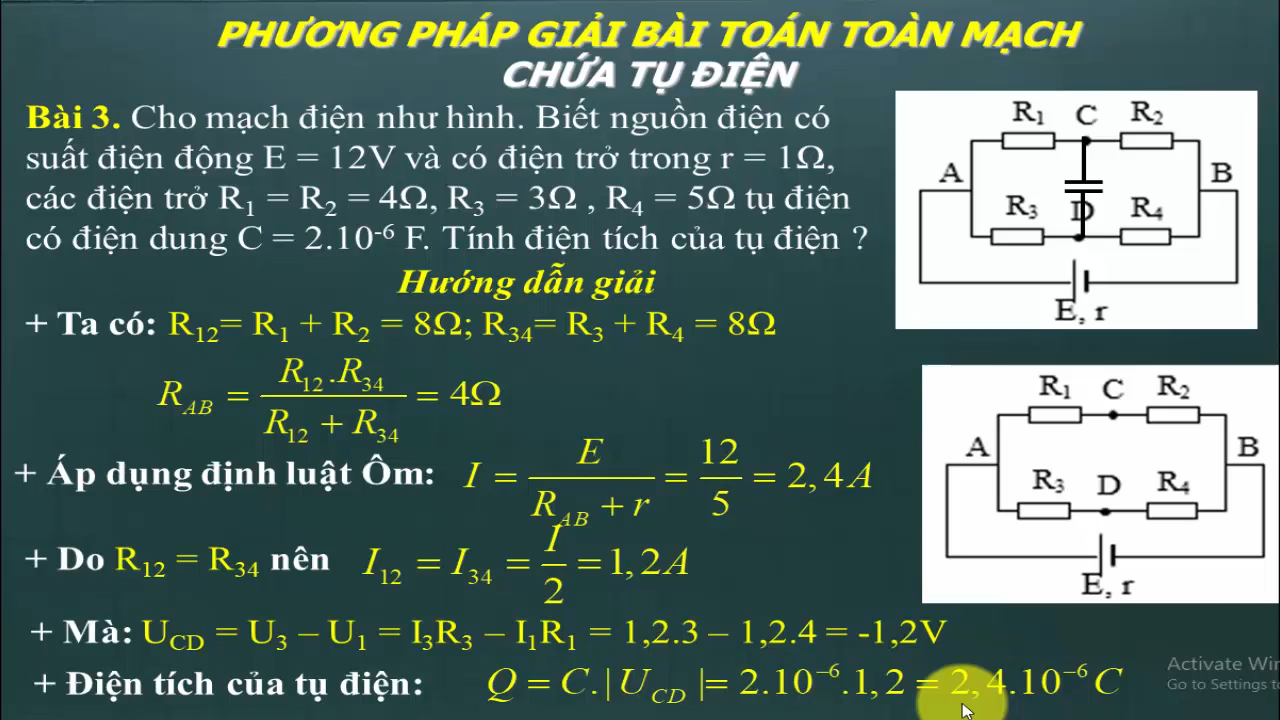 PHƯƠNG PHÁP GIẢI BÀI TOÁN TOÀN MẠCH
CHỨA TỤ ĐIỆN
Bài 3. Cho mạch điện như hình. Biết nguồn điện có
suất điện động E = 12V và có điện trở trong r = 1Ω,
các điện trở R₁ = R₂ = 4Ω, R₃ = 3Ω , R₄ = 5Ω tụ điện
có điện dung C = 2.10⁻⁶ F. Tính điện tích của tụ điện ?
Hướng dẫn giải
+ Ta có: R₁₂= R₁ + R₂ = 8Ω; R₃₄= R₃ + R₄ = 8Ω
R_AB = R₁₂.R₃₄ / (R₁₂ + R₃₄) = 4Ω
+ Áp dụng định luật Ôm: I = E / (R_AB + r) = 12/5 = 2,4A
+ Do R₁₂ = R₃₄ nên I₁₂ = I₃₄ = I/2 = 1,2A
+ Mà: U_CD = U₃ – U₁ = I₃R₃ – I₁R₁ = 1,2.3 – 1,2.4 = -1,2V
+ Điện tích của tụ điện: Q = C.|U_CD| = 2.10⁻⁶.1,2 = 2,4.10⁻⁶ C
R₁ C R₂
A B
R₃ D R₄
E, r
R₁ C R₂
A B
R₃ D R₄
E, r
Activate Win
Go to Settings to